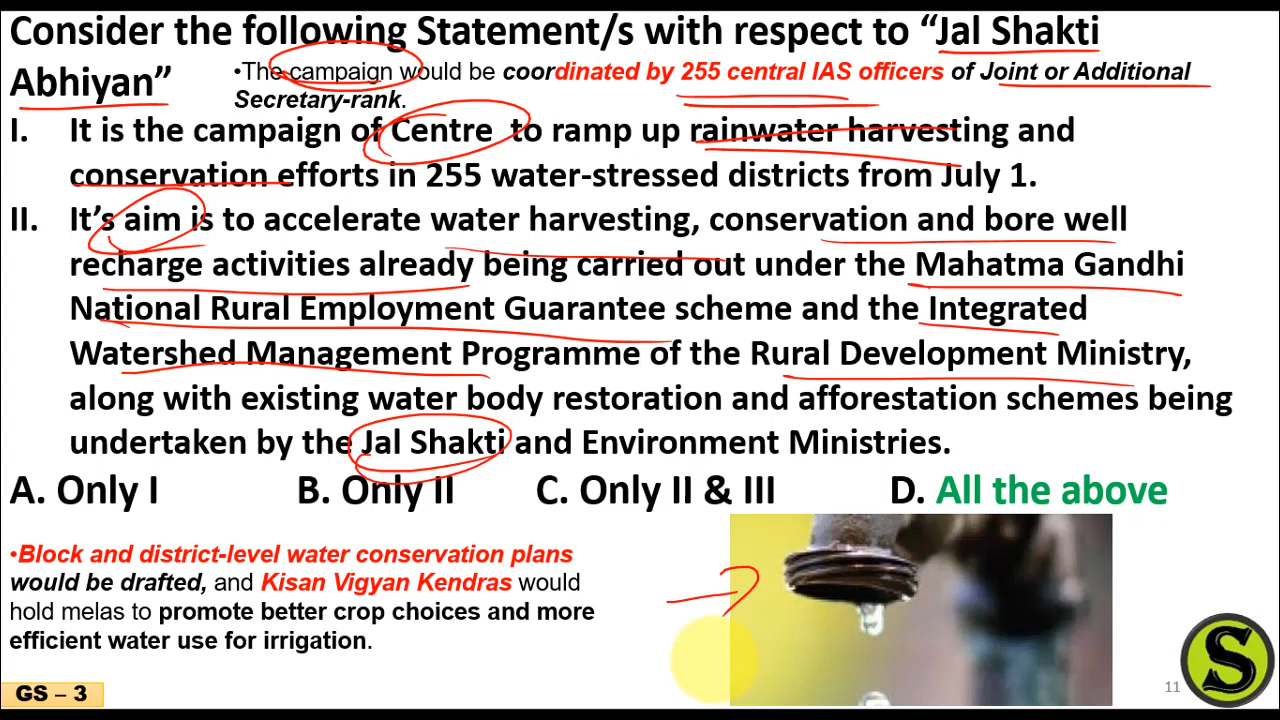 Consider the following Statement/s with respect to “Jal Shakti
Abhiyan”
•The campaign would be coordinated by 255 central IAS officers of Joint or Additional
Secretary-rank.
I. It is the campaign of Centre to ramp up rainwater harvesting and
conservation efforts in 255 water-stressed districts from July 1.
II. It’s aim is to accelerate water harvesting, conservation and bore well
recharge activities already being carried out under the Mahatma Gandhi
National Rural Employment Guarantee scheme and the Integrated
Watershed Management Programme of the Rural Development Ministry,
along with existing water body restoration and afforestation schemes being
undertaken by the Jal Shakti and Environment Ministries.
A. Only I B. Only II C. Only II & III D. All the above
•Block and district-level water conservation plans
would be drafted, and Kisan Vigyan Kendras would
hold melas to promote better crop choices and more
efficient water use for irrigation.
GS – 3
11
S